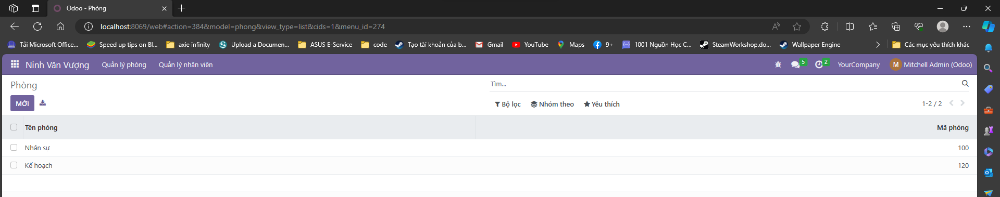 Odoo - Phòng
localhost:8069/web#action=384&model=phong&view_type=list&cids=1&menu_id=274
Tải Microsoft Office... Speed up tips on Bl... axie infinity Upload a Documen... ASUS E-Service code Tạo tài khoản của b... Gmail YouTube Maps 9+ 1001 Nguồn Học C... SteamWorkshop.do... Wallpaper Engine Các mục yêu thích khác
Ninh Văn Vượng Quản lý phòng Quản lý nhân viên 5 2 YourCompany M Mitchell Admin (Odoo)
Phòng Tìm...
MỚI Bộ lọc Nhóm theo Yêu thích 1-2 / 2
Tên phòng Mã phòng
Nhân sự 100
Kế hoạch 120